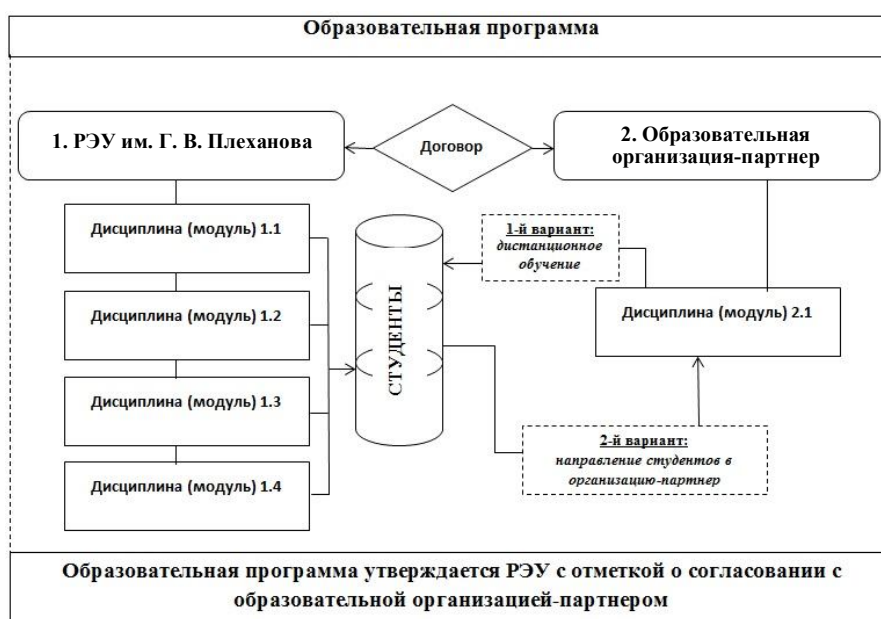 Образовательная программа
1. РЭУ им. Г. В. Плеханова
Договор
2. Образовательная
организация-партнер
Дисциплина (модуль) 1.1
Дисциплина (модуль) 1.2
Дисциплина (модуль) 1.3
Дисциплина (модуль) 1.4
СТУДЕНТЫ
1-й вариант:
дистанционное
обучение
Дисциплина (модуль) 2.1
2-й вариант:
направление студентов в
организацию-партнер
Образовательная программа утверждается РЭУ с отметкой о согласовании с
образовательной организацией-партнером